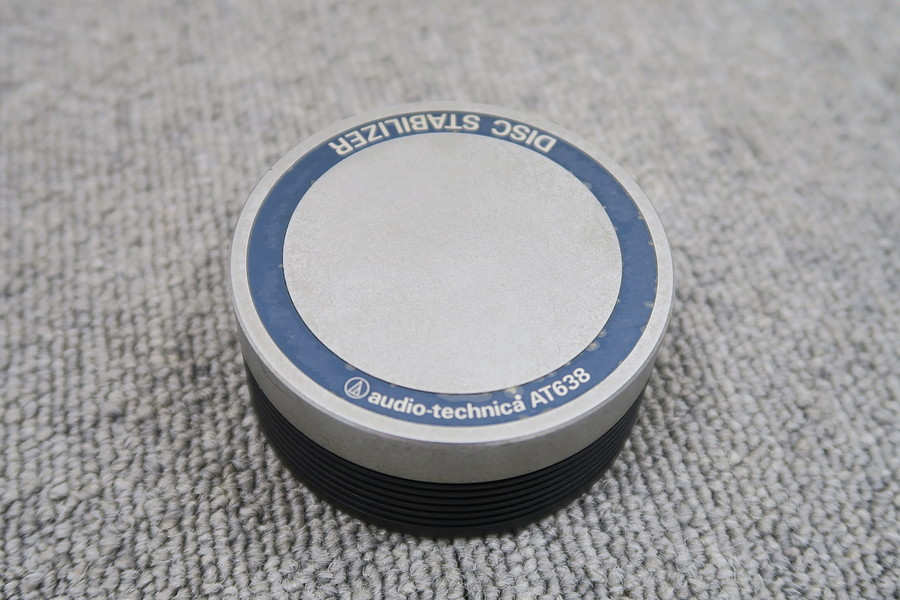 DISC STABILIZER
audio-technica AT638